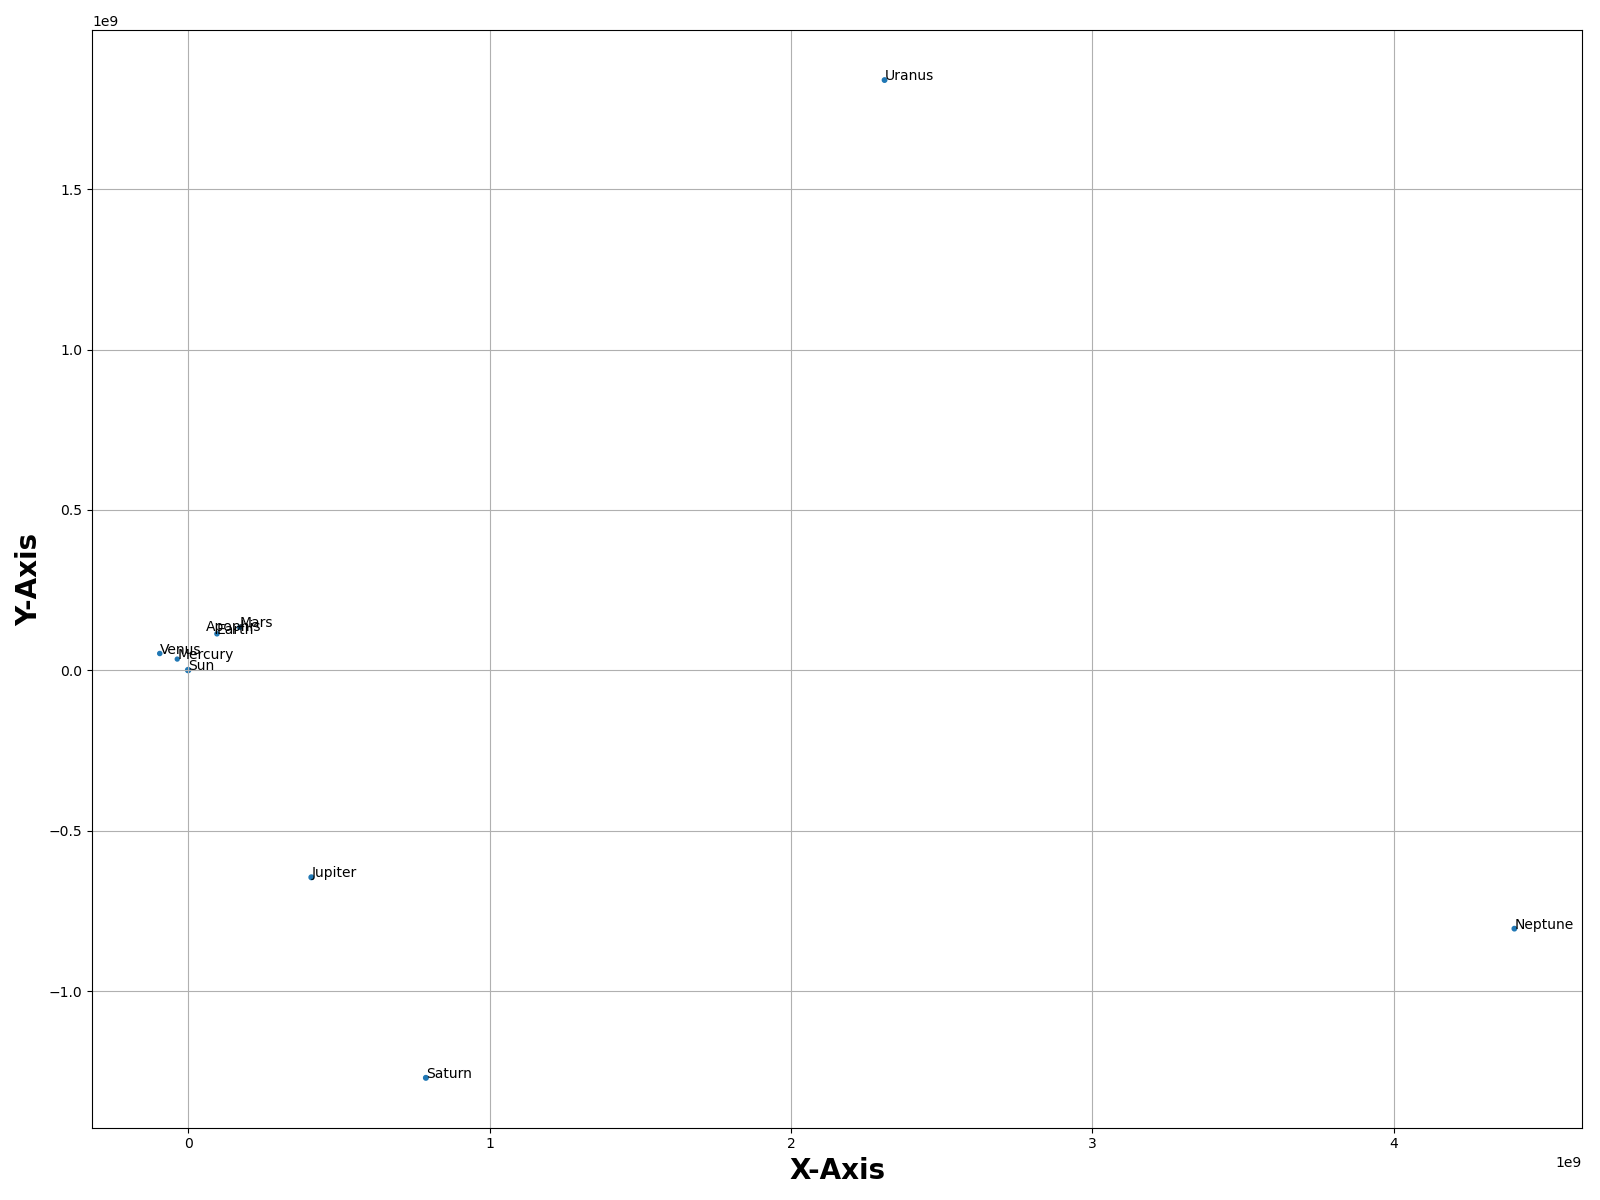 1e9
Uranus
1.5
1.0
0.5
Mars
Apophis
Earth
Venus
Mercury
Sun
0.0
−0.5
Jupiter
Neptune
−1.0
Saturn
0 1 2 3 4
1e9
X-Axis
Y-Axis